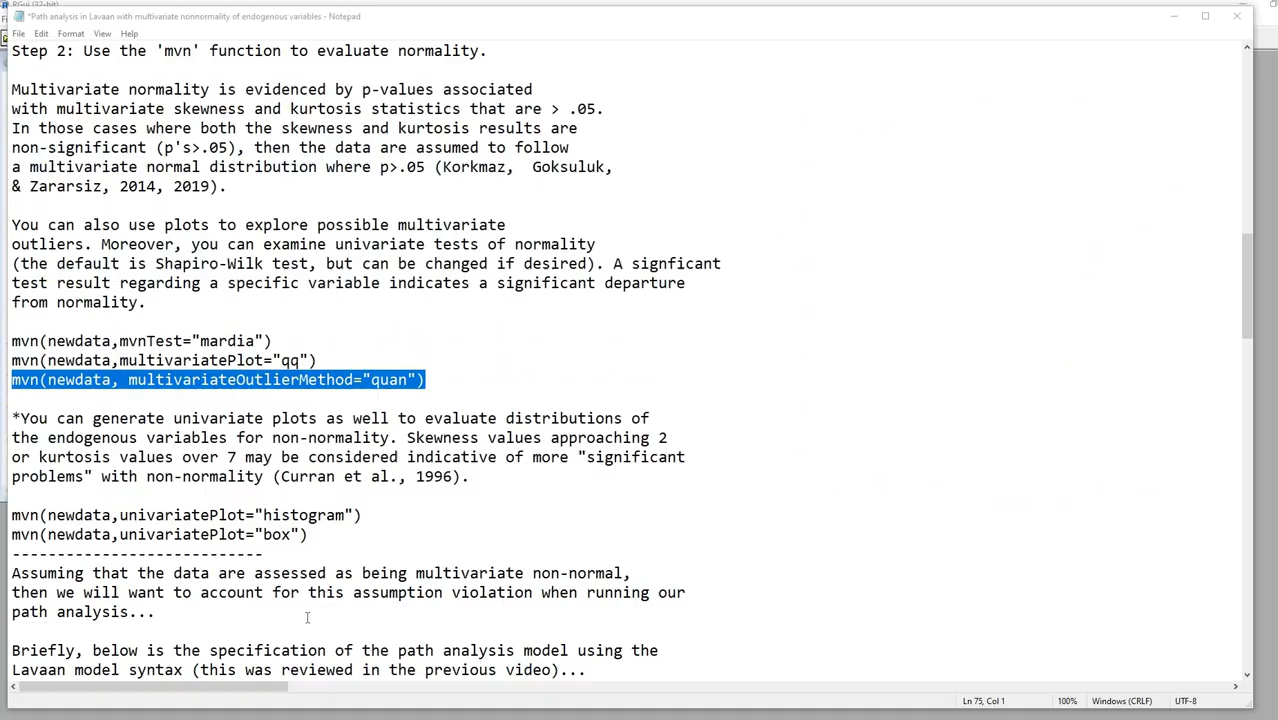 RGui (32-bit)
*Path analysis in Lavaan with multivariate nonnormality of endogenous variables - Notepad
File Edit Format View Help
Step 2: Use the 'mvn' function to evaluate normality.
Multivariate normality is evidenced by p-values associated
with multivariate skewness and kurtosis statistics that are > .05.
In those cases where both the skewness and kurtosis results are
non-significant (p's>.05), then the data are assumed to follow
a multivariate normal distribution where p>.05 (Korkmaz,  Goksuluk,
& Zararsiz, 2014, 2019).
You can also use plots to explore possible multivariate
outliers. Moreover, you can examine univariate tests of normality
(the default is Shapiro-Wilk test, but can be changed if desired). A signficant
test result regarding a specific variable indicates a significant departure
from normality.
mvn(newdata,mvnTest="mardia")
mvn(newdata,multivariatePlot="qq")
mvn(newdata, multivariateOutlierMethod="quan")
*You can generate univariate plots as well to evaluate distributions of
the endogenous variables for non-normality. Skewness values approaching 2
or kurtosis values over 7 may be considered indicative of more "significant
problems" with non-normality (Curran et al., 1996).
mvn(newdata,univariatePlot="histogram")
mvn(newdata,univariatePlot="box")
----------------------------
Assuming that the data are assessed as being multivariate non-normal,
then we will want to account for this assumption violation when running our
path analysis...
Briefly, below is the specification of the path analysis model using the
Lavaan model syntax (this was reviewed in the previous video)...
Ln 75, Col 1 100% Windows (CRLF) UTF-8